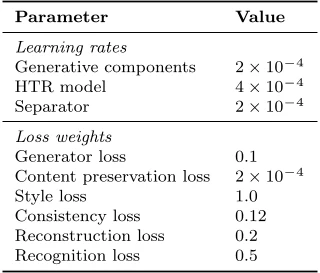 Parameter Value
Learning rates
Generative components 2 × 10⁻⁴
HTR model 4 × 10⁻⁴
Separator 2 × 10⁻⁴
Loss weights
Generator loss 0.1
Content preservation loss 2 × 10⁻⁴
Style loss 1.0
Consistency loss 0.12
Reconstruction loss 0.2
Recognition loss 0.5